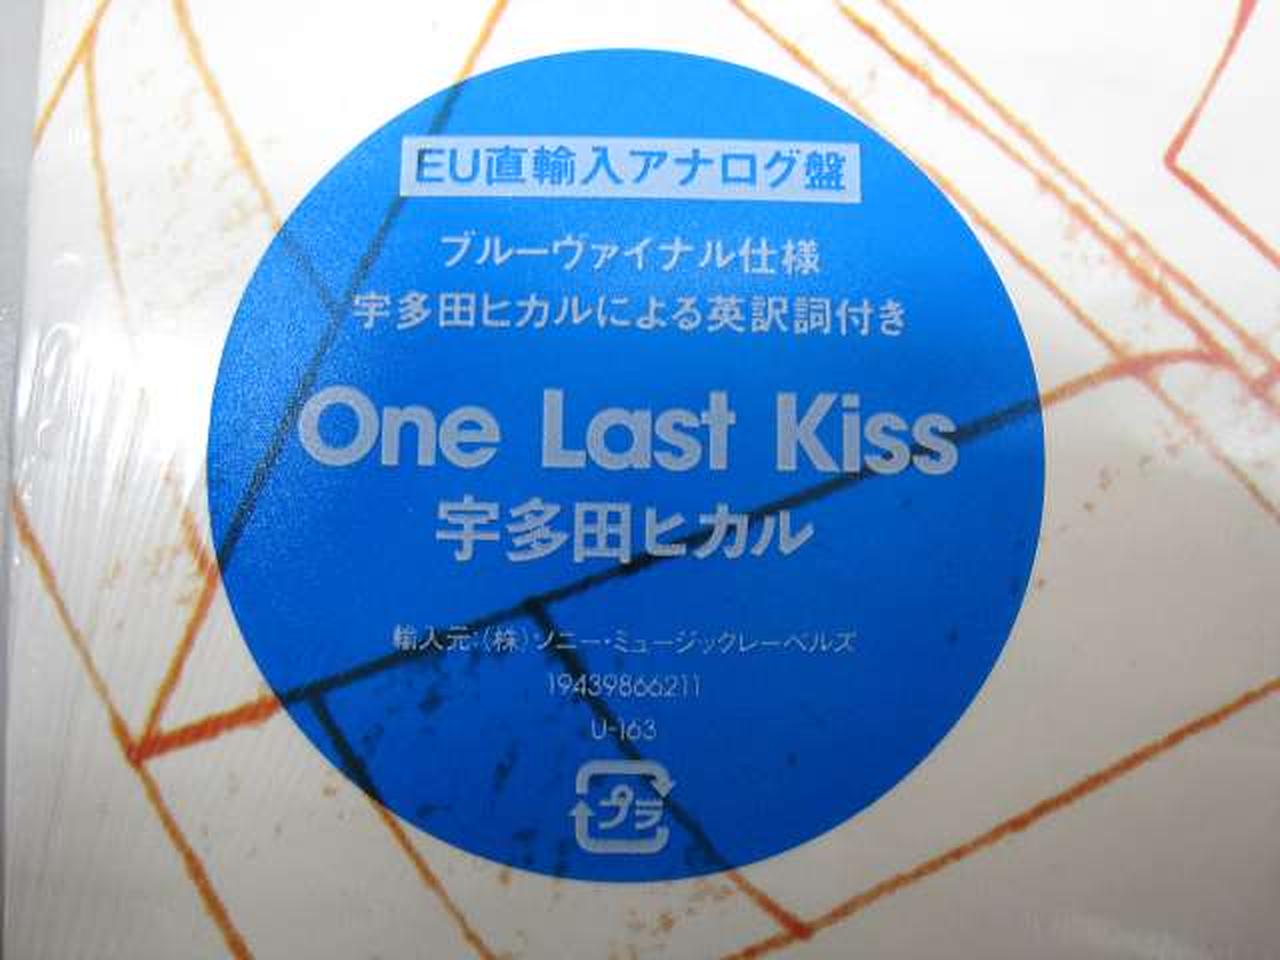 EU直輸入アナログ盤
ブルーヴァイナル仕様
宇多田ヒカルによる英訳詞付き
One Last Kiss
宇多田ヒカル
輸入元:(株)ソニー・ミュージックレーベルズ
19439866211
U-163
プラ